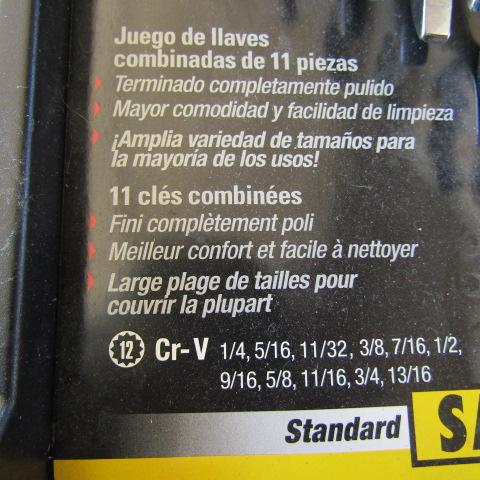 Juego de llaves
combinadas de 11 piezas
Terminado completamente pulido
Mayor comodidad y facilidad de limpieza
¡Amplia variedad de tamaños para
la mayoría de los usos!
11 clés combinées
Fini complètement poli
Meilleur confort et facile à nettoyer
Large plage de tailles pour
couvrir la plupart
12 Cr-V 1/4, 5/16, 11/32, 3/8, 7/16, 1/2,
9/16, 5/8, 11/16, 3/4, 13/16
Standard